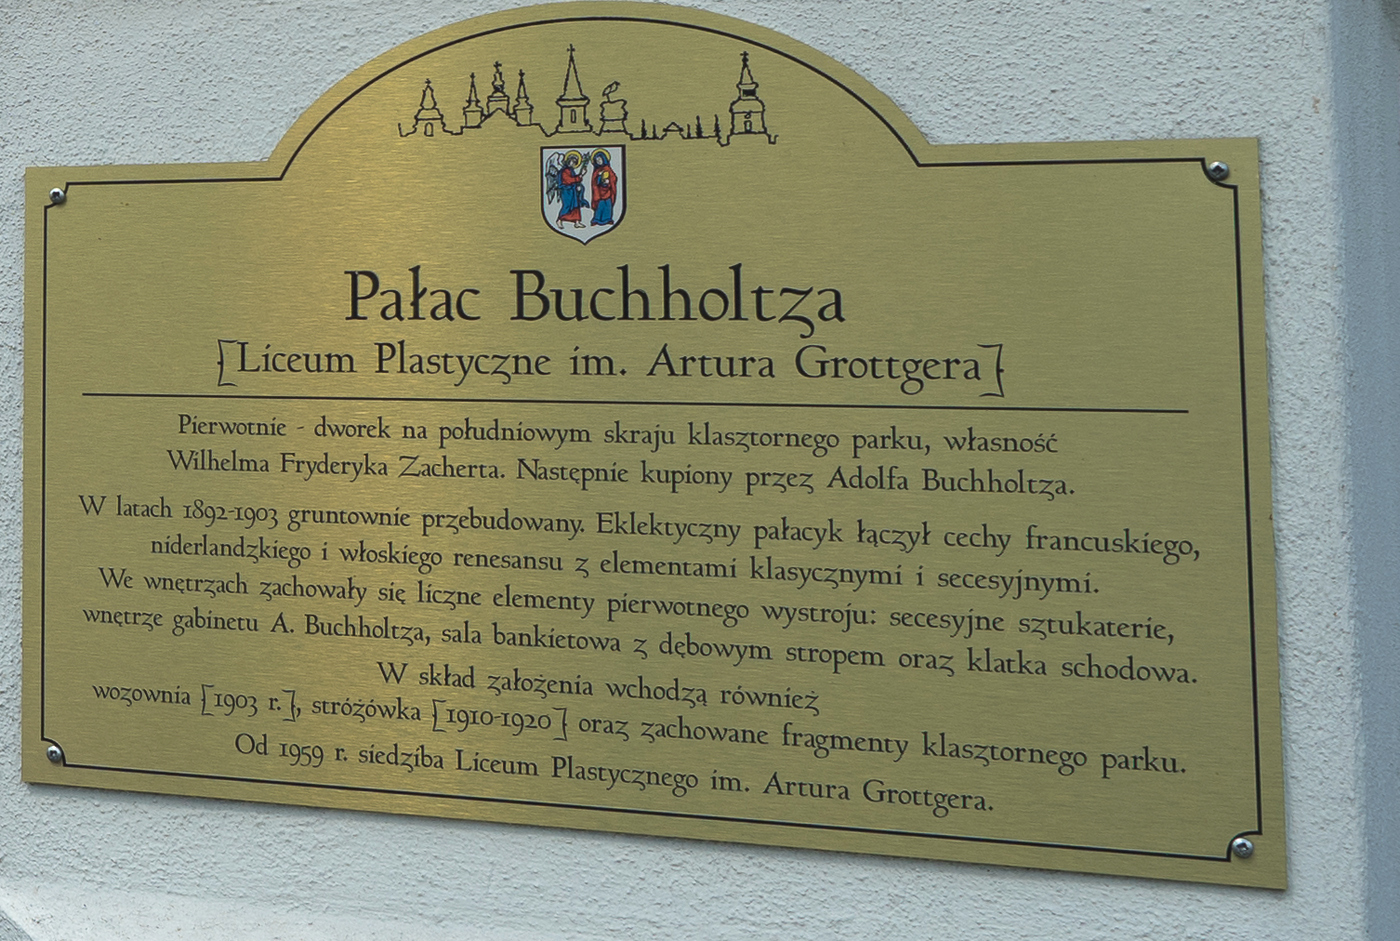 Pałac Buchholtza
[Liceum Plastyczne im. Artura Grottgera]
Pierwotnie - dworek na południowym skraju klasztornego parku, własność
Wilhelma Fryderyka Zacherta. Następnie kupiony przez Adolfa Buchholtza.
W latach 1892-1903 gruntownie przebudowany. Eklektyczny pałacyk łączył cechy francuskiego,
niderlandzkiego i włoskiego renesansu z elementami klasycznymi i secesyjnymi.
We wnętrzach zachowały się liczne elementy pierwotnego wystroju: secesyjne sztukaterie,
wnętrze gabinetu A. Buchholtza, sala bankietowa z dębowym stropem oraz klatka schodowa.
W skład założenia wchodzą również
wozownia [1903 r.], stróżówka [1910-1920] oraz zachowane fragmenty klasztornego parku.
Od 1959 r. siedziba Liceum Plastycznego im. Artura Grottgera.